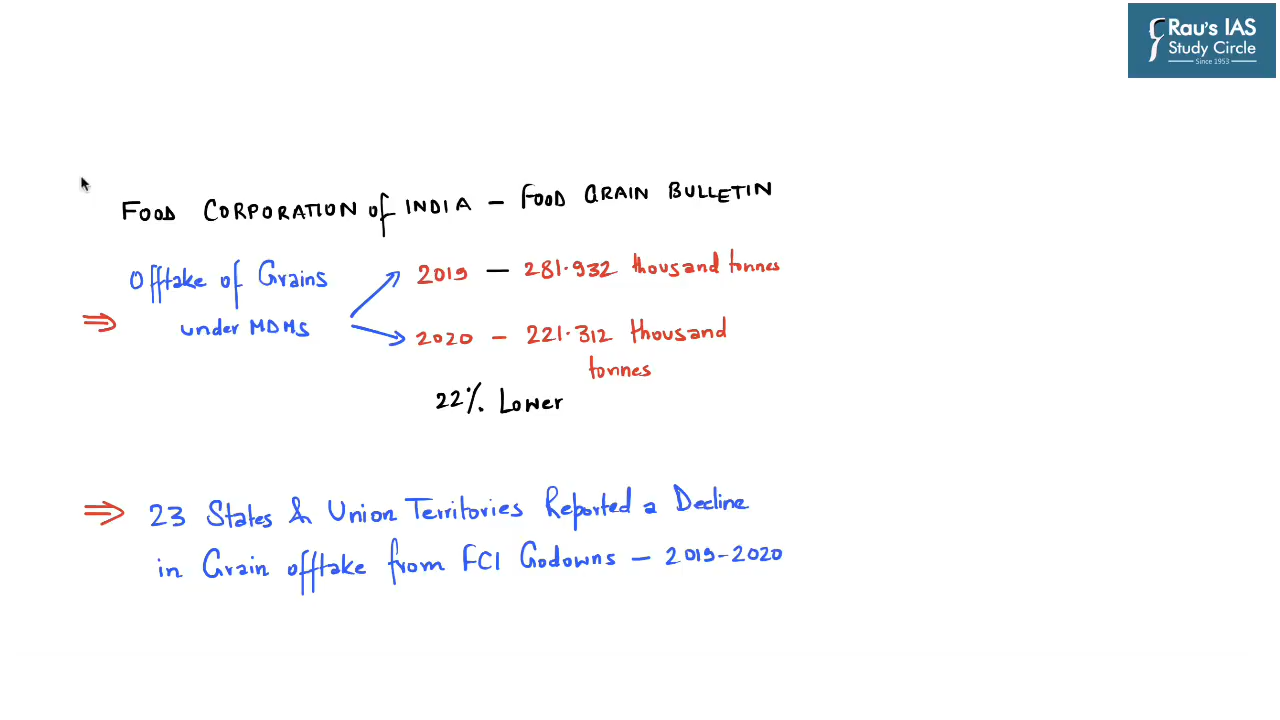 Rau's IAS
Study Circle
Since 1953
FOOD CORPORATION of INDIA - FOOD GRAIN BULLETIN
Offtake of Grains
under MDMS
2019 - 281.932 thousand tonnes
2020 - 221.312 thousand
tonnes
22% Lower
⇒ 23 States & Union Territories Reported a Decline
in Grain offtake from FCI Godowns - 2019-2020